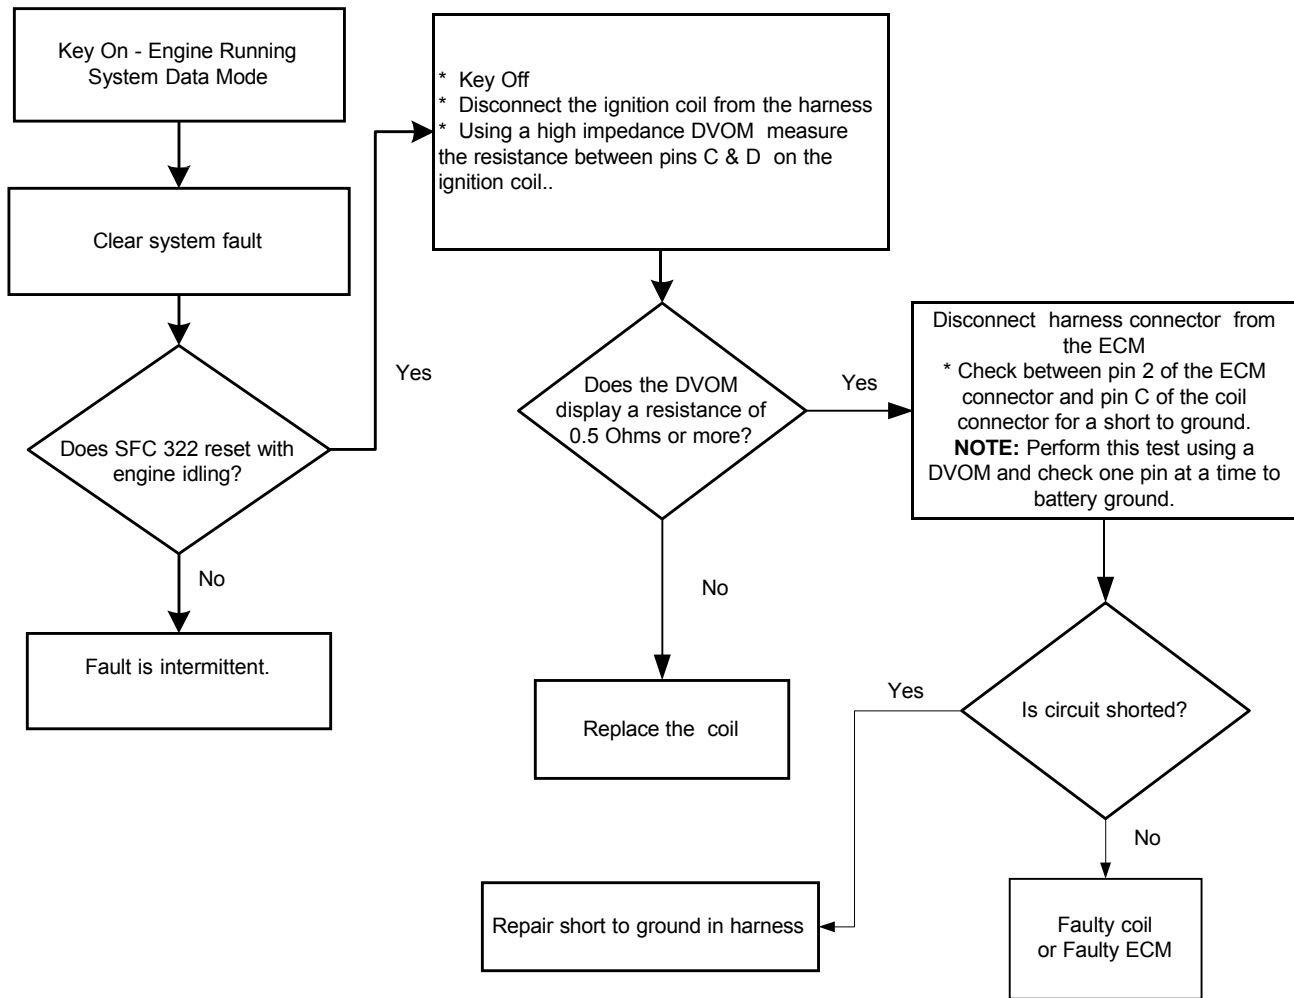 Key On - Engine Running
System Data Mode
Clear system fault
Does SFC 322 reset with
engine idling?
Yes
No
Fault is intermittent.
* Key Off
* Disconnect the ignition coil from the harness
* Using a high impedance DVOM measure
the resistance between pins C & D on the
ignition coil..
Does the DVOM
display a resistance of
0.5 Ohms or more?
Yes
No
Replace the coil
Disconnect harness connector from
the ECM
* Check between pin 2 of the ECM
connector and pin C of the coil
connector for a short to ground.
NOTE: Perform this test using a
DVOM and check one pin at a time to
battery ground.
Is circuit shorted?
Yes
No
Repair short to ground in harness
Faulty coil
or Faulty ECM